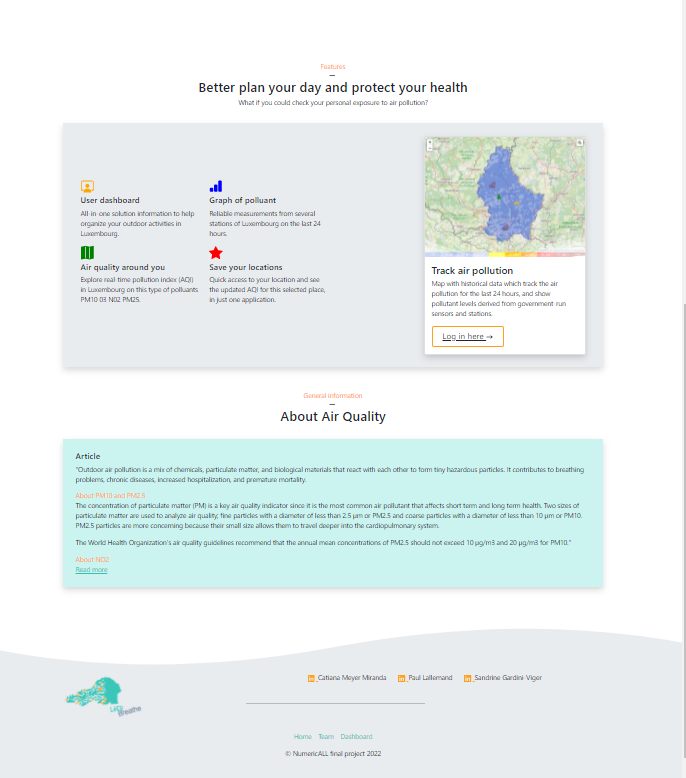 Features
Better plan your day and protect your health
What if you could check your personal exposure to air pollution?
User dashboard
All in one solution information to help
organize your outdoor activities in
Luxembourg.
Graph of polluant
Reliable measurements from several
stations of Luxembourg on the last 24
hours.
Air quality around you
Explore real-time pollution index (AQI)
in Luxembourg on this type of polluants
PM10 03 N02 PM25.
Save your locations
Quick access to your location and see
the updated AQI for this selected place,
in just one application.
Track air pollution
Map with historical data which track the air
pollution for the last 24 hours, and show
pollutant levels derived from government-run
sensors and stations.
Log in here →
General information
About Air Quality
Article
"Outdoor air pollution is a mix of chemicals, particulate matter, and biological materials that react with each other to form tiny hazardous particles. It contributes to breathing
problems, chronic diseases, increased hospitalization, and premature mortality.
About PM10 and PM2.5
The concentration of particulate matter (PM) is a key air quality indicator since it is the most common air pollutant that affects short term and long term health. Two sizes of
particulate matter are used to analyze air quality; fine particles with a diameter of less than 2.5 µm or PM2.5 and coarse particles with a diameter of less than 10 µm or PM10.
PM2.5 particles are more concerning because their small size allows them to travel deeper into the cardiopulmonary system.
The World Health Organization's air quality guidelines recommend that the annual mean concentrations of PM2.5 should not exceed 10 µg/m3 and 20 µg/m3 for PM10."
About NO2
Read more
Catiana Meyer Miranda Paul Lallemand Sandrine Gardini Viger
Breathe
Home Team Dashboard
© NumericALL final project 2022